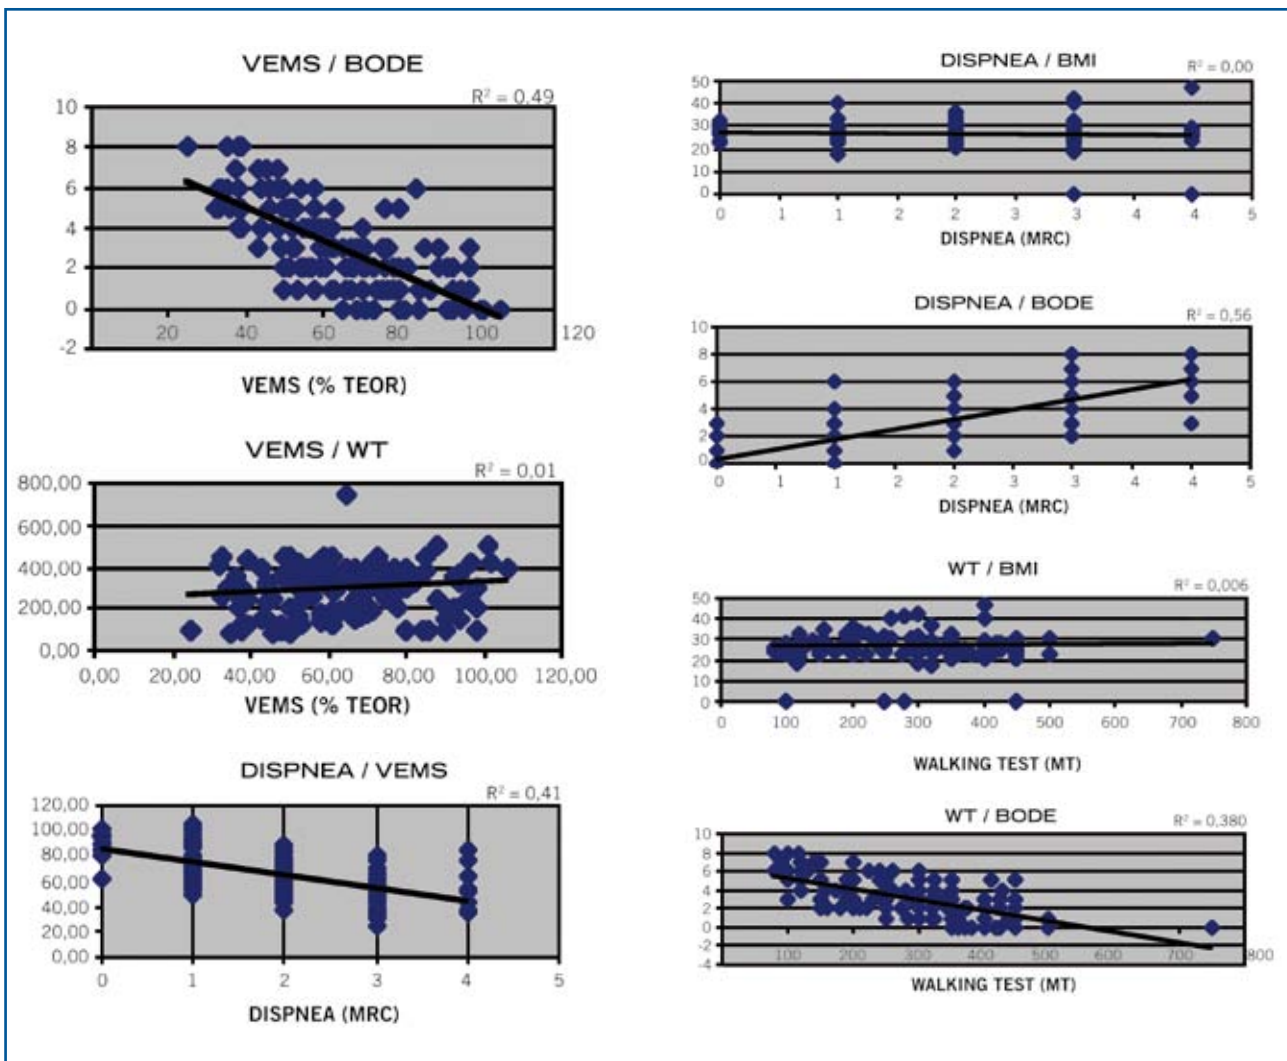 VEMS / BODE
R² = 0,49
10
8
6
4
2
0
-2
20 40 60 80 100 120
VEMS (% TEOR)
VEMS / WT
R² = 0,01
800,00
600,00
400,00
200,00
0,00
0,00 20,00 40,00 60,00 80,00 100,00 120,00
VEMS (% TEOR)
DISPNEA / VEMS
R² = 0,41
120,00
100,00
80,00
60,00
40,00
20,00
0,00
0 1 2 3 4 5
DISPNEA (MRC)
DISPNEA / BMI
R² = 0,00
50
40
30
20
10
0
0 1 1 2 2 3 3 4 4 5
DISPNEA (MRC)
DISPNEA / BODE
R² = 0,56
10
8
6
4
2
0
0 1 1 2 2 3 3 4 4 5
DISPNEA (MRC)
WT / BMI
R² = 0,006
50
40
30
20
10
0
0 100 200 300 400 500 600 700 800
WALKING TEST (MT)
WT / BODE
R² = 0,380
10
8
6
4
2
0
-2
-4
100 200 300 400 500 600 700 800
WALKING TEST (MT)